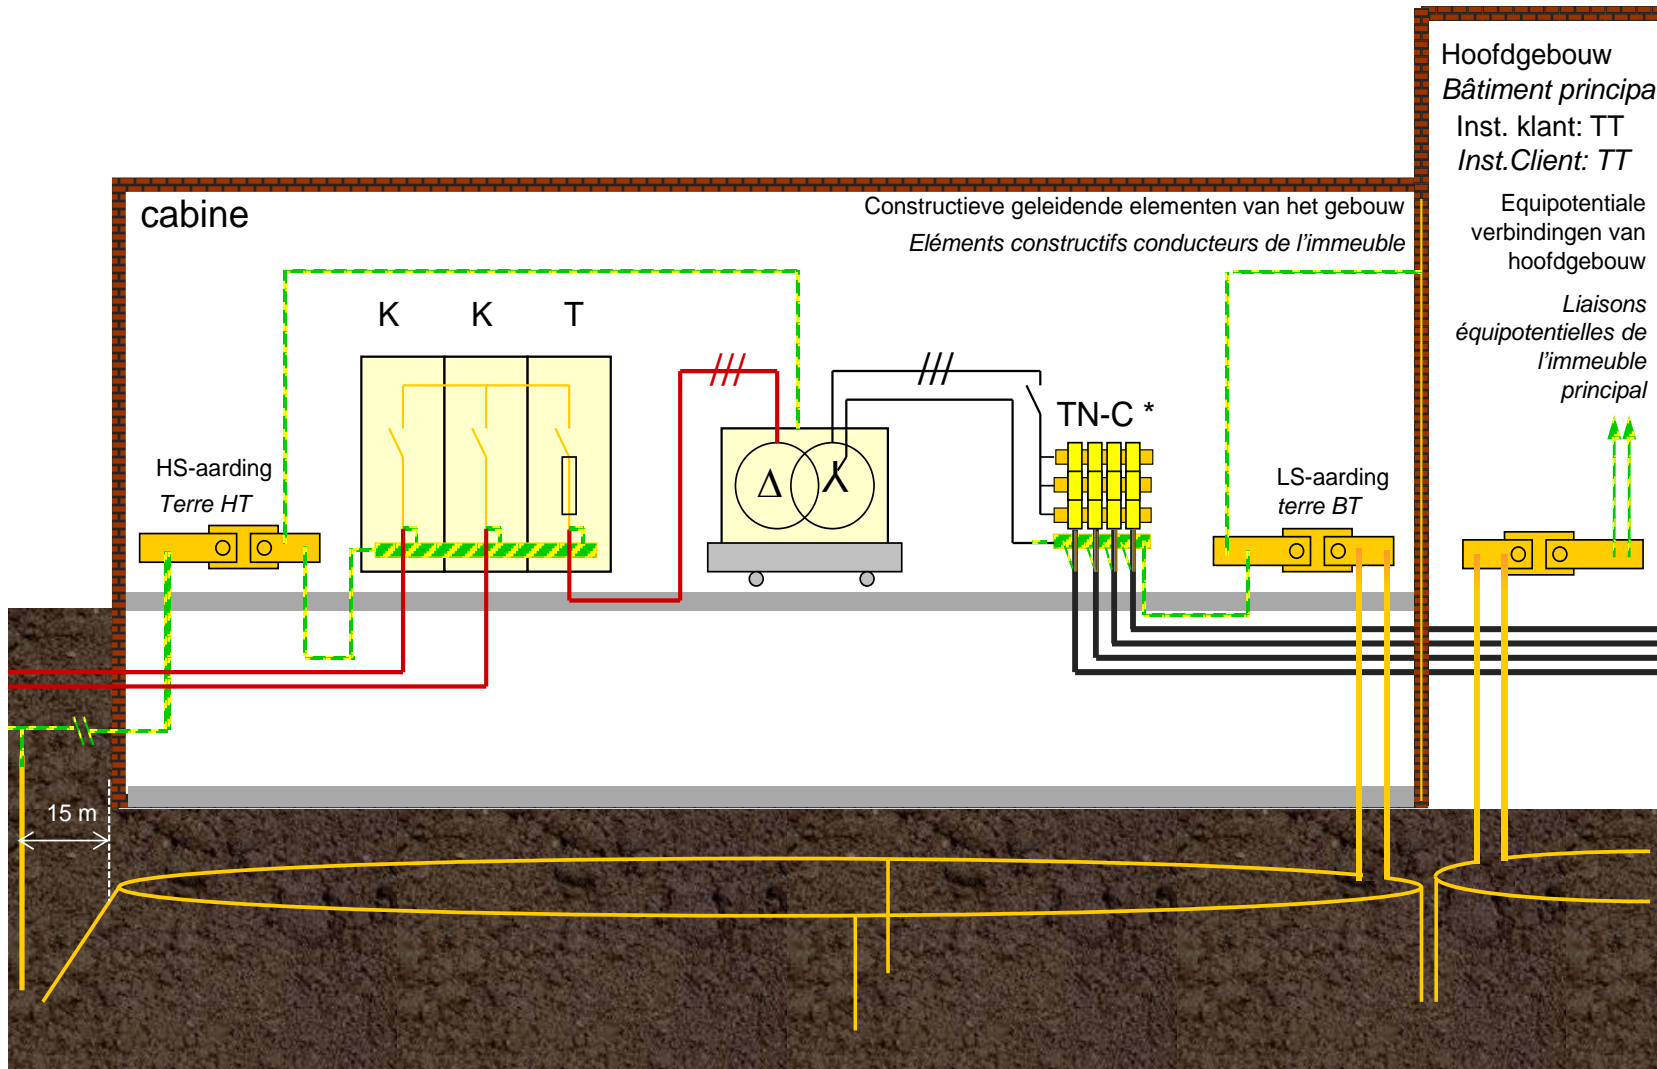 Hoofdgebouw
Bâtiment principa
Inst. klant: TT
Inst.Client: TT
cabine
Constructieve geleidende elementen van het gebouw
Eléments constructifs conducteurs de l'immeuble
Equipotentiale
verbindingen van
hoofdgebouw
Liaisons
équipotentielles de
l'immeuble
principal
K K T
TN-C *
HS-aarding
Terre HT
Δ
LS-aarding
terre BT
15 m